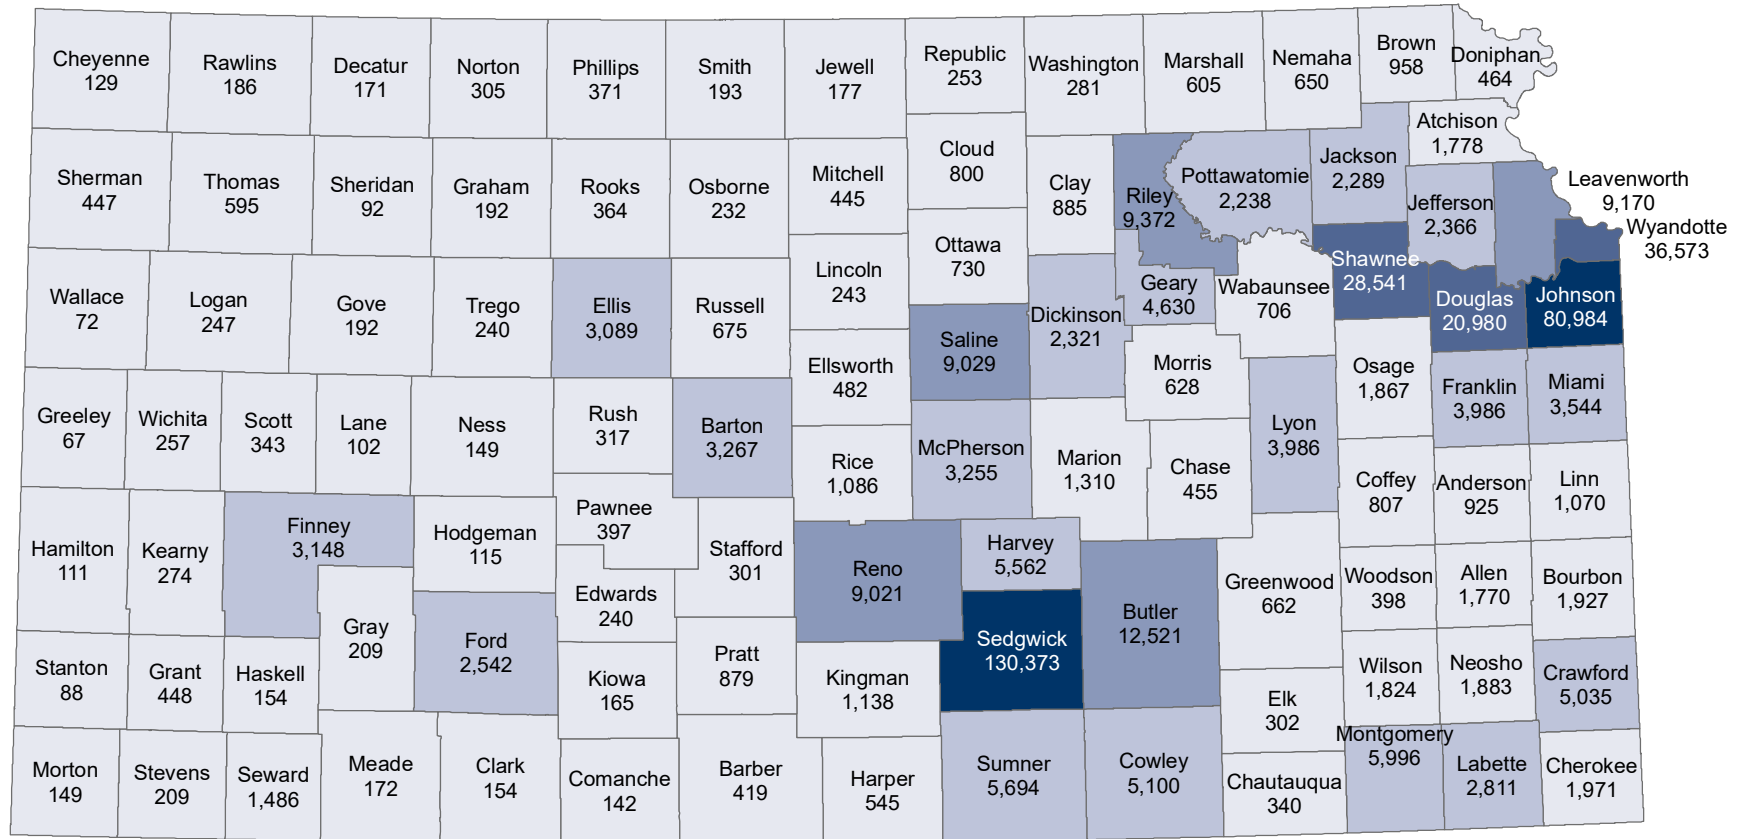 Cheyenne
129
Rawlins
186
Decatur
171
Norton
305
Phillips
371
Smith
193
Jewell
177
Republic
253
Washington
281
Marshall
605
Nemaha
650
Brown
958
Doniphan
464
Sherman
447
Thomas
595
Sheridan
92
Graham
192
Rooks
364
Osborne
232
Mitchell
445
Cloud
800
Clay
885
Riley
9,372
Pottawatomie
2,238
Jackson
2,289
Atchison
1,778
Jefferson
2,366
Leavenworth
9,170
Wyandotte
36,573
Wallace
72
Logan
247
Gove
192
Trego
240
Ellis
3,089
Russell
675
Lincoln
243
Ottawa
730
Saline
9,029
Dickinson
2,321
Geary
4,630
Wabaunsee
706
Shawnee
28,541
Douglas
20,980
Johnson
80,984
Greeley
67
Wichita
257
Scott
343
Lane
102
Ness
149
Rush
317
Barton
3,267
Ellsworth
482
Rice
1,086
McPherson
3,255
Marion
1,310
Morris
628
Chase
455
Lyon
3,986
Osage
1,867
Franklin
3,986
Miami
3,544
Coffey
807
Anderson
925
Linn
1,070
Hamilton
111
Kearny
274
Finney
3,148
Hodgeman
115
Pawnee
397
Stafford
301
Edwards
240
Reno
9,021
Harvey
5,562
Sedgwick
130,373
Butler
12,521
Greenwood
662
Woodson
398
Allen
1,770
Bourbon
1,927
Stanton
88
Grant
448
Haskell
154
Gray
209
Ford
2,542
Kiowa
165
Pratt
879
Kingman
1,138
Elk
302
Wilson
1,824
Neosho
1,883
Crawford
5,035
Morton
149
Stevens
209
Seward
1,486
Meade
172
Clark
154
Comanche
142
Barber
419
Harper
545
Sumner
5,694
Cowley
5,100
Chautauqua
340
Montgomery
5,996
Labette
2,811
Cherokee
1,971